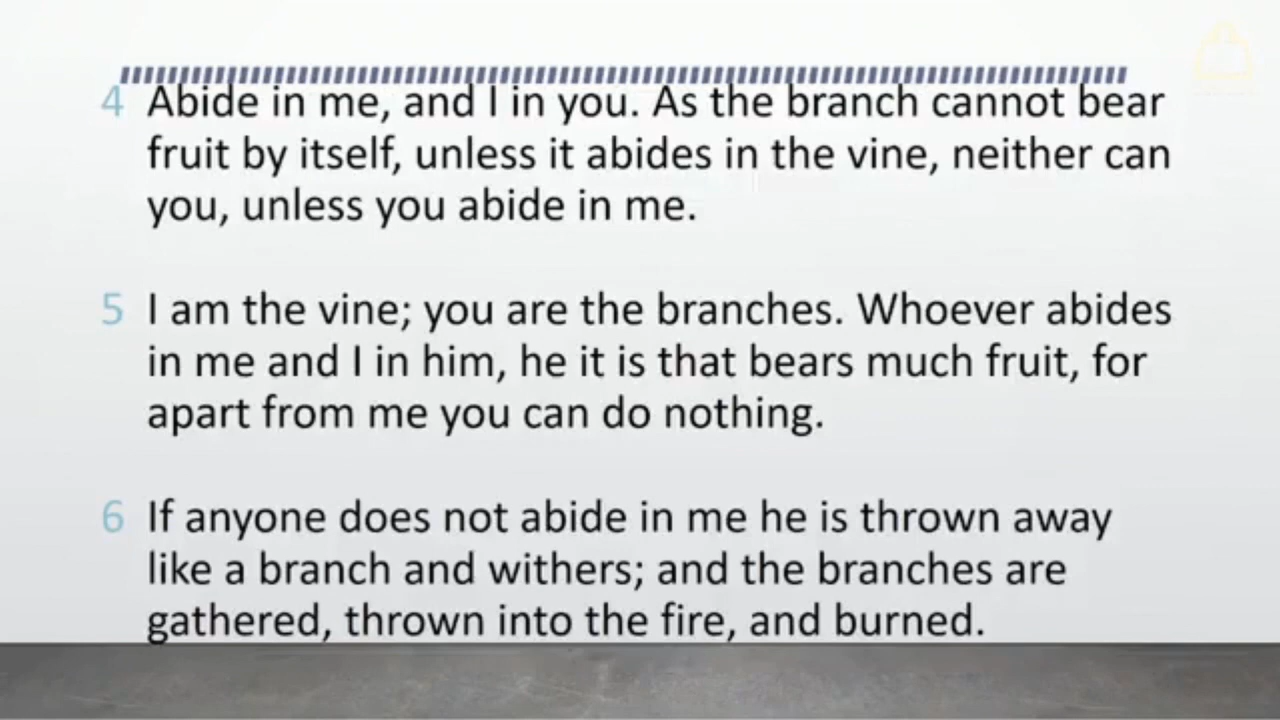 4 Abide in me, and I in you. As the branch cannot bear
fruit by itself, unless it abides in the vine, neither can
you, unless you abide in me.
5 I am the vine; you are the branches. Whoever abides
in me and I in him, he it is that bears much fruit, for
apart from me you can do nothing.
6 If anyone does not abide in me he is thrown away
like a branch and withers; and the branches are
gathered, thrown into the fire, and burned.